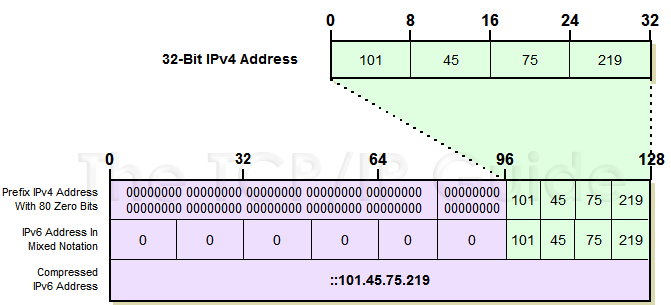 0 8 16 24 32
32-Bit IPv4 Address 101 45 75 219
The TCP/IP Guide
0 32 64 96 128
Prefix IPv4 Address
With 80 Zero Bits
00000000 00000000 00000000 00000000 00000000 00000000
00000000 00000000 00000000 00000000 00000000 00000000
101 45 75 219
IPv6 Address In
Mixed Notation
0 0 0 0 0 0 101 45 75 219
Compressed
IPv6 Address
::101.45.75.219